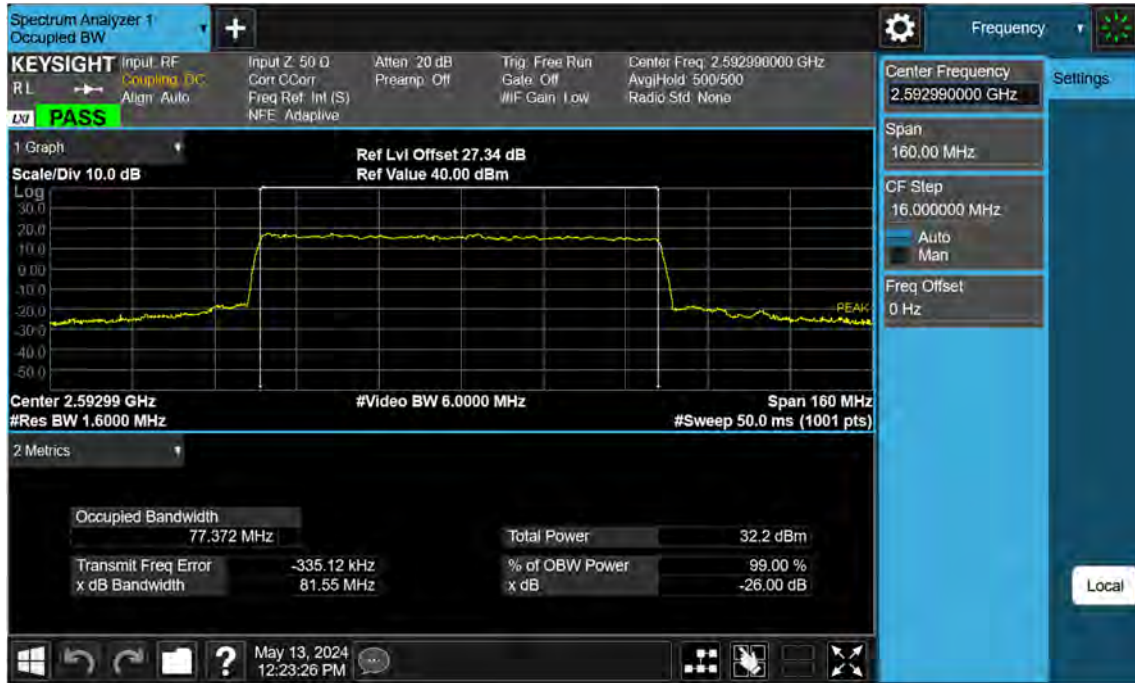 Spectrum Analyzer 1
Occupied BW
+
Frequency
KEYSIGHT
RL
LXI
PASS
Input: RF
Coupling: DC
Align: Auto
Input Z: 50 Ω
Corr CCorr
Freq Ref: Int (S)
NFE: Adaptive
Atten: 20 dB
Preamp: Off
Trig: Free Run
Gate: Off
#IF Gain: Low
Center Freq: 2.592990000 GHz
Avg|Hold: 500/500
Radio Std: None
Center Frequency
2.592990000 GHz
Settings
Span
160.00 MHz
CF Step
16.000000 MHz
Auto
Man
Freq Offset
0 Hz
Local
1 Graph
Scale/Div 10.0 dB
Ref Lvl Offset 27.34 dB
Ref Value 40.00 dBm
Log
30.0
20.0
10.0
0.00
-10.0
-20.0
-30.0
-40.0
-50.0
PEAK
Center 2.59299 GHz
#Video BW 6.0000 MHz
Span 160 MHz
#Res BW 1.6000 MHz
#Sweep 50.0 ms (1001 pts)
2 Metrics
Occupied Bandwidth
77.372 MHz
Total Power 32.2 dBm
Transmit Freq Error -335.12 kHz
% of OBW Power 99.00 %
x dB Bandwidth 81.55 MHz
x dB -26.00 dB
?
May 13, 2024
12:23:26 PM